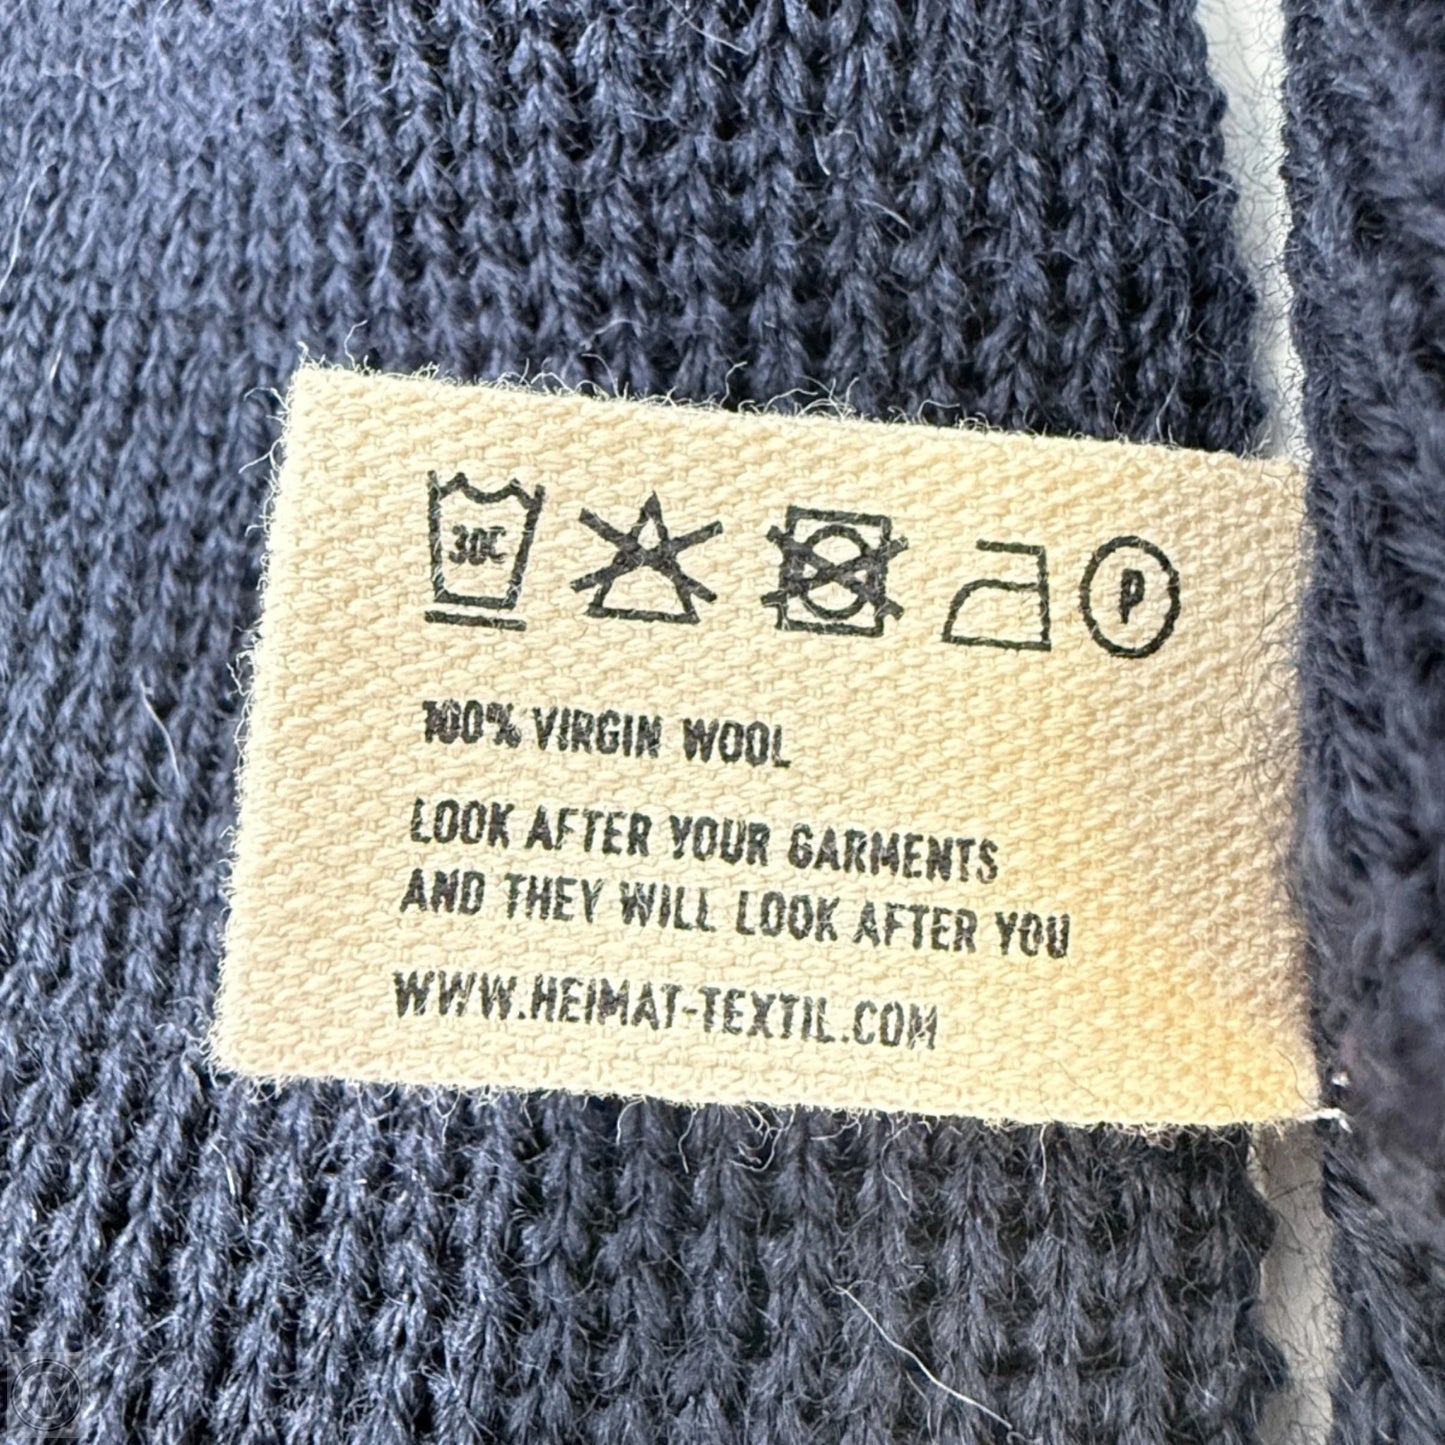 30C
P
100% VIRGIN WOOL
LOOK AFTER YOUR GARMENTS
AND THEY WILL LOOK AFTER YOU
WWW.HEIMAT-TEXTIL.COM